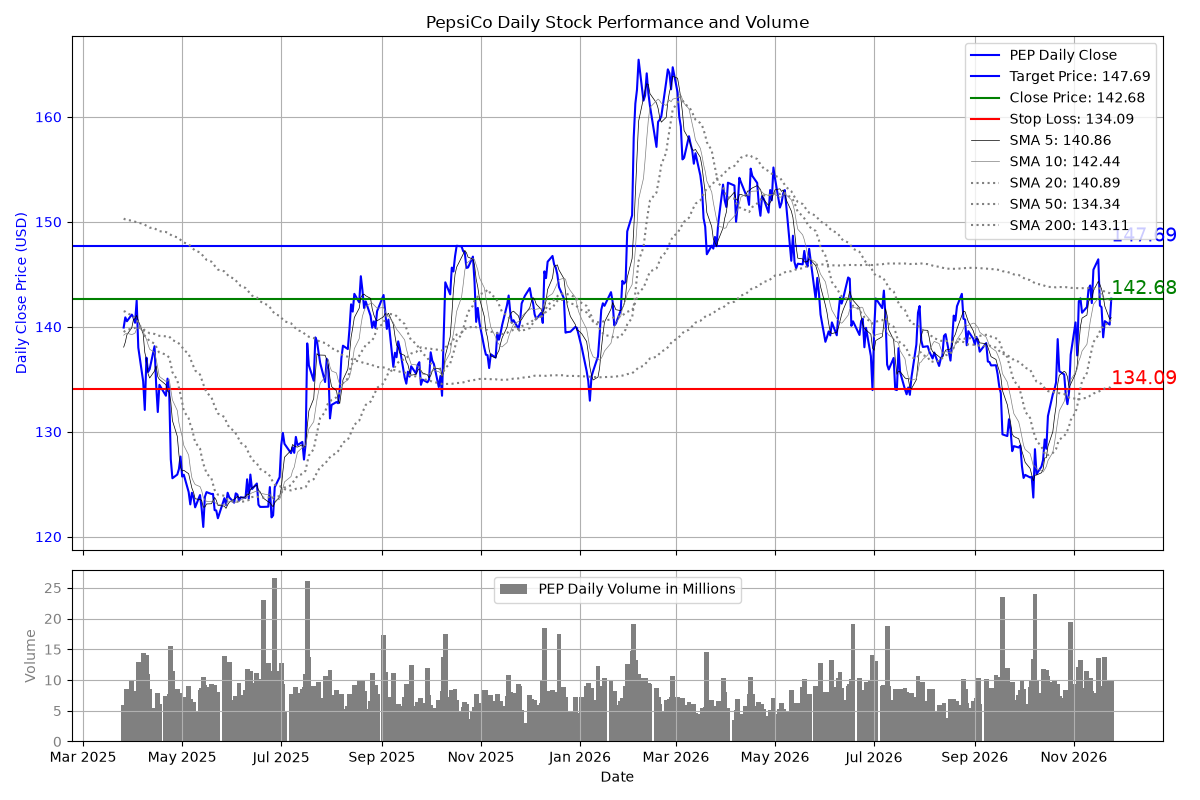 PepsiCo Daily Stock Performance and Volume
PEP Daily Close
Target Price: 147.69
Close Price: 142.68
Stop Loss: 134.09
SMA 5: 140.86
SMA 10: 142.44
SMA 20: 140.89
SMA 50: 134.34
SMA 200: 143.11
147.69
142.68
134.09
Daily Close Price (USD)
160
150
140
130
120
PEP Daily Volume in Millions
Volume
25
20
15
10
5
0
Mar 2025 May 2025 Jul 2025 Sep 2025 Nov 2025 Jan 2026 Mar 2026 May 2026 Jul 2026 Sep 2026 Nov 2026
Date